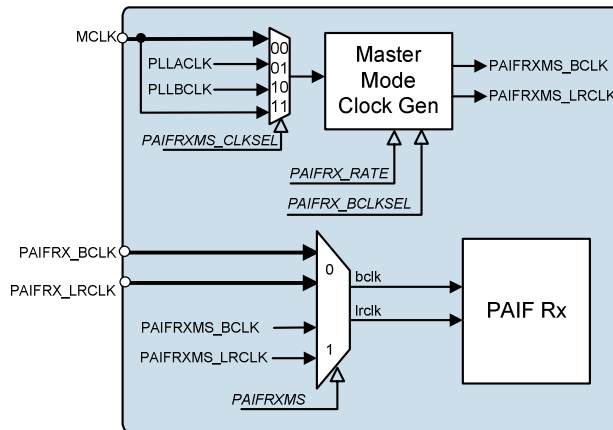 MCLK
PLLACLK
PLLBCLK
00
01
10
11
PAIFRXMS_CLKSEL
Master
Mode
Clock Gen
PAIFRXMS_BCLK
PAIFRXMS_LRCLK
PAIFRX_RATE
PAIFRX_BCLKSEL
PAIFRX_BCLK
PAIFRX_LRCLK
PAIFRXMS_BCLK
PAIFRXMS_LRCLK
0
1
PAIFRXMS
bclk
lrclk
PAIF Rx